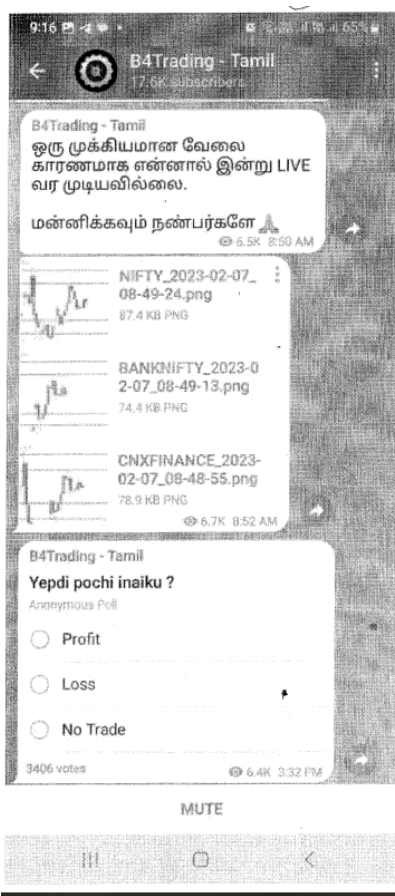 9:16
65%
B4Trading - Tamil
17.6K subscribers
B4Trading - Tamil
ஒரு முக்கியமான வேலை
காரணமாக என்னால் இன்று LIVE
வர முடியவில்லை.
மன்னிக்கவும் நண்பர்களே
6.5K 8:50 AM
NIFTY_2023-02-07_
08-49-24.png
87.4 KB PNG
BANKNIFTY_2023-0
2-07_08-49-13.png
74.4 KB PNG
CNXFINANCE_2023-
02-07_08-48-55.png
78.9 KB PNG
6.7K 8:52 AM
B4Trading - Tamil
Yepdi pochi inaiku ?
Anonymous Poll
Profit
Loss
No Trade
3406 votes
6.4K 3:32 PM
MUTE